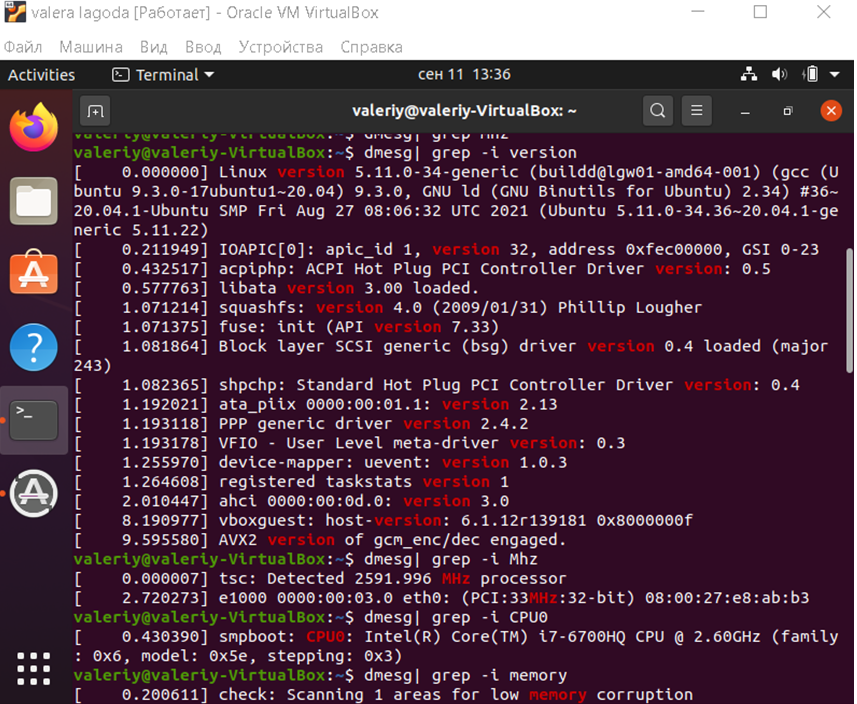 valera lagoda [Работает] - Oracle VM VirtualBox
Файл Машина Вид Ввод Устройства Справка
Activities Terminal сен 11 13:36
valeriy@valeriy-VirtualBox: ~
valeriy@valeriy-VirtualBox:~$ dmesg| grep Mhz
valeriy@valeriy-VirtualBox:~$ dmesg| grep -i version
[    0.000000] Linux version 5.11.0-34-generic (buildd@lgw01-amd64-001) (gcc (U
buntu 9.3.0-17ubuntu1~20.04) 9.3.0, GNU ld (GNU Binutils for Ubuntu) 2.34) #36~
20.04.1-Ubuntu SMP Fri Aug 27 08:06:32 UTC 2021 (Ubuntu 5.11.0-34.36~20.04.1-ge
neric 5.11.22)
[    0.211949] IOAPIC[0]: apic_id 1, version 32, address 0xfec00000, GSI 0-23
[    0.432517] acpiphp: ACPI Hot Plug PCI Controller Driver version: 0.5
[    0.577763] libata version 3.00 loaded.
[    1.071214] squashfs: version 4.0 (2009/01/31) Phillip Lougher
[    1.071375] fuse: init (API version 7.33)
[    1.081864] Block layer SCSI generic (bsg) driver version 0.4 loaded (major
243)
[    1.082365] shpchp: Standard Hot Plug PCI Controller Driver version: 0.4
[    1.192021] ata_piix 0000:00:01.1: version 2.13
[    1.193118] PPP generic driver version 2.4.2
[    1.193178] VFIO - User Level meta-driver version: 0.3
[    1.255970] device-mapper: uevent: version 1.0.3
[    1.264608] registered taskstats version 1
[    2.010447] ahci 0000:00:0d.0: version 3.0
[    8.190977] vboxguest: host-version: 6.1.12r139181 0x8000000f
[    9.595580] AVX2 version of gcm_enc/dec engaged.
valeriy@valeriy-VirtualBox:~$ dmesg| grep -i Mhz
[    0.000007] tsc: Detected 2591.996 MHz processor
[    2.720273] e1000 0000:00:03.0 eth0: (PCI:33MHz:32-bit) 08:00:27:e8:ab:b3
valeriy@valeriy-VirtualBox:~$ dmesg| grep -i CPU0
[    0.430390] smpboot: CPU0: Intel(R) Core(TM) i7-6700HQ CPU @ 2.60GHz (family
: 0x6, model: 0x5e, stepping: 0x3)
valeriy@valeriy-VirtualBox:~$ dmesg| grep -i memory
[    0.200611] check: Scanning 1 areas for low memory corruption